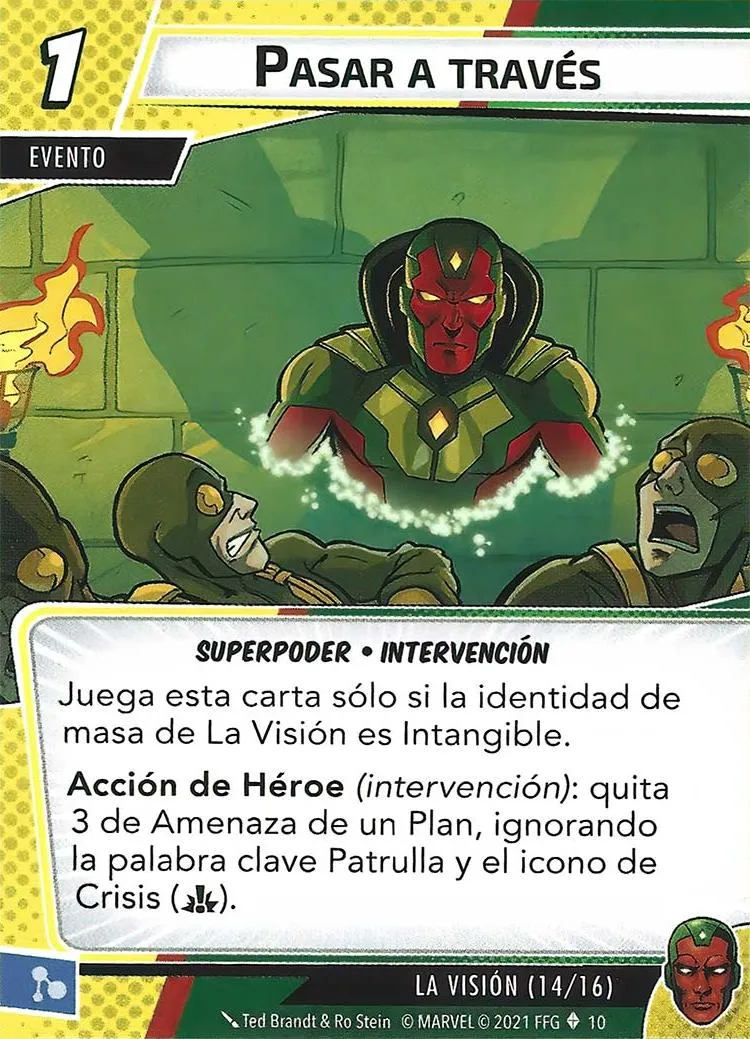 1
PASAR A TRAVÉS
EVENTO
SUPERPODER • INTERVENCIÓN
Juega esta carta sólo si la identidad de
masa de La Visión es Intangible.
Acción de Héroe (intervención): quita
3 de Amenaza de un Plan, ignorando
la palabra clave Patrulla y el icono de
Crisis ( ).
LA VISIÓN (14/16)
Ted Brandt & Ro Stein © MARVEL © 2021 FFG 10